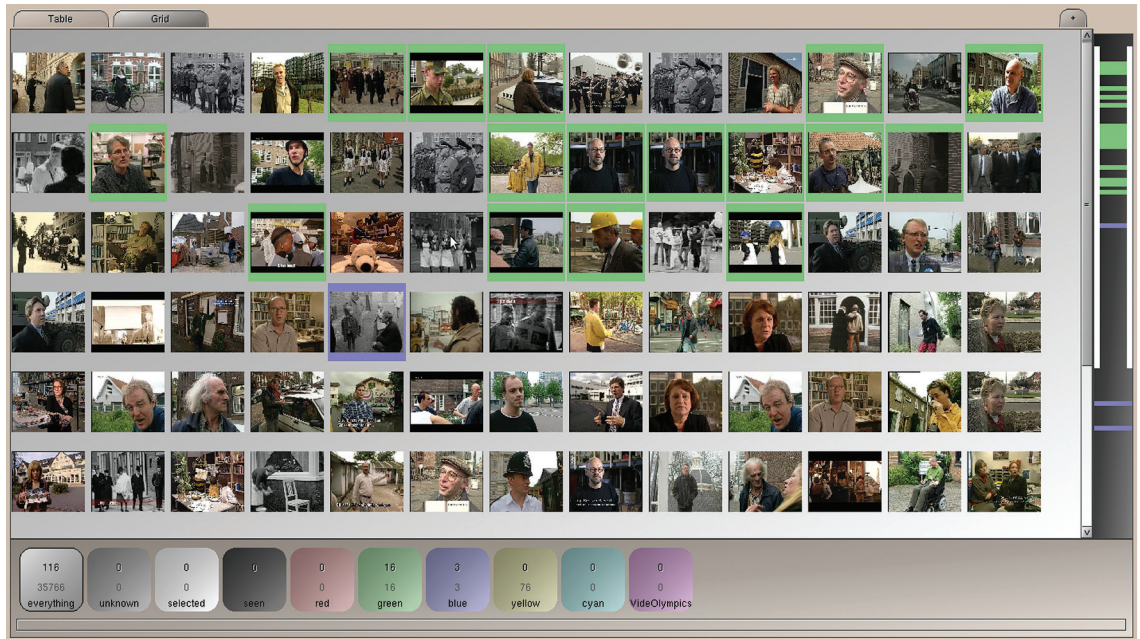 Table Grid +
116 0 0 0 0 16 3 0 0 0
35766 0 0 0 16 3 76 0 0
everything unknown selected seen red green blue yellow cyan VideOlympics